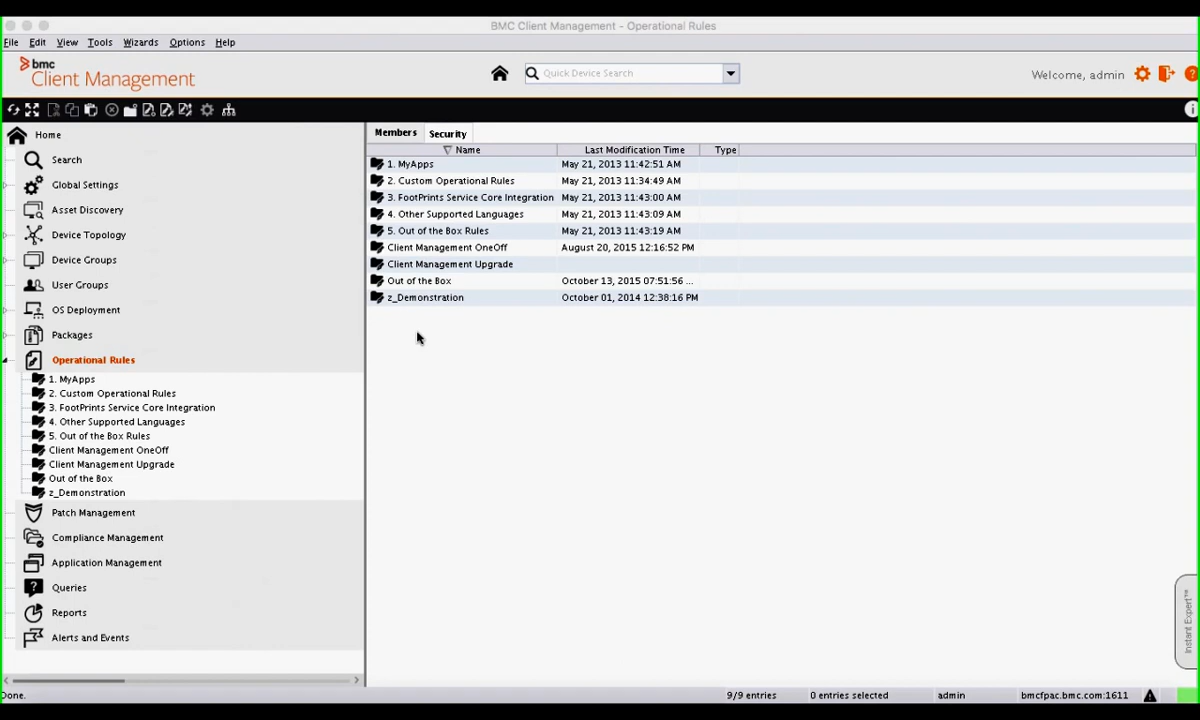 BMC Client Management - Operational Rules
File Edit View Tools Wizards Options Help
bmc
Client Management
Quick Device Search
Welcome, admin
Home
Search
Global Settings
Asset Discovery
Device Topology
Device Groups
User Groups
OS Deployment
Packages
Operational Rules
1. MyApps
2. Custom Operational Rules
3. FootPrints Service Core Integration
4. Other Supported Languages
5. Out of the Box Rules
Client Management OneOff
Client Management Upgrade
Out of the Box
z_Demonstration
Patch Management
Compliance Management
Application Management
Queries
Reports
Alerts and Events
Members Security
Name Last Modification Time Type
1. MyApps May 21, 2013 11:42:51 AM
2. Custom Operational Rules May 21, 2013 11:34:49 AM
3. FootPrints Service Core Integration May 21, 2013 11:43:00 AM
4. Other Supported Languages May 21, 2013 11:43:09 AM
5. Out of the Box Rules May 21, 2013 11:43:19 AM
Client Management OneOff August 20, 2015 12:16:52 PM
Client Management Upgrade
Out of the Box October 13, 2015 07:51:56 ...
z_Demonstration October 01, 2014 12:38:16 PM
Instant Expert™
Done. 9/9 entries 0 entries selected admin bmcfpac.bmc.com:1611